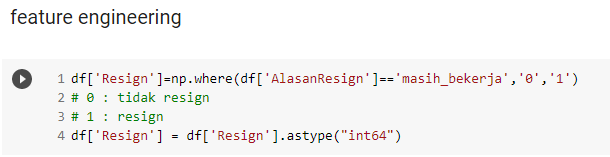 feature engineering
1 df['Resign']=np.where(df['AlasanResign']=='masih_bekerja','0','1')
2 # 0 : tidak resign
3 # 1 : resign
4 df['Resign'] = df['Resign'].astype("int64")